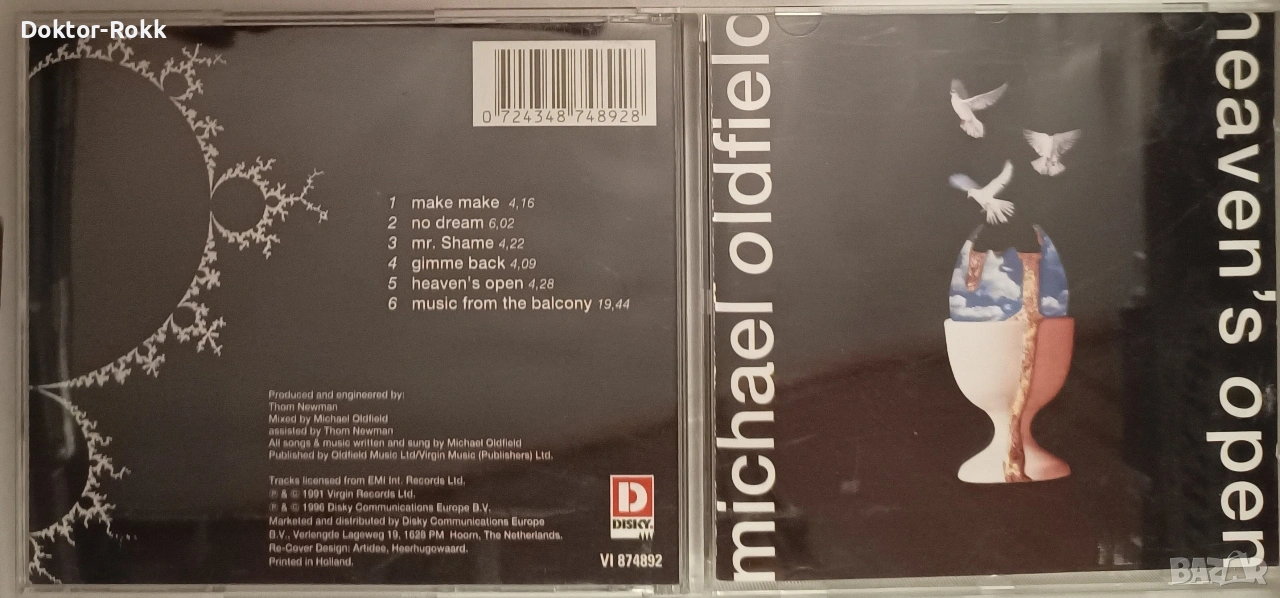 Doktor-Rokk
0 724348 748928
1 make make 4,16
2 no dream 6,02
3 mr. Shame 4,22
4 gimme back 4,09
5 heaven's open 4,28
6 music from the balcony 19,44
Produced and engineered by:
Thom Newman
Mixed by Michael Oldfield
assisted by Thom Newman
All songs & music written and sung by Michael Oldfield
Published by Oldfield Music Ltd/Virgin Music (Publishers) Ltd.
Tracks licensed from EMI Int. Records Ltd.
℗ & © 1991 Virgin Records Ltd.
℗ & © 1996 Disky Communications Europe B.V.
Marketed and distributed by Disky Communications Europe
B.V., Verlengde Lageweg 19, 1628 PM Hoorn, The Netherlands.
Re-Cover Design: Artidee, Heerhugowaard.
Printed in Holland.
D
DISKY
VI 874892
michael oldfield
heaven's open
BAZAR